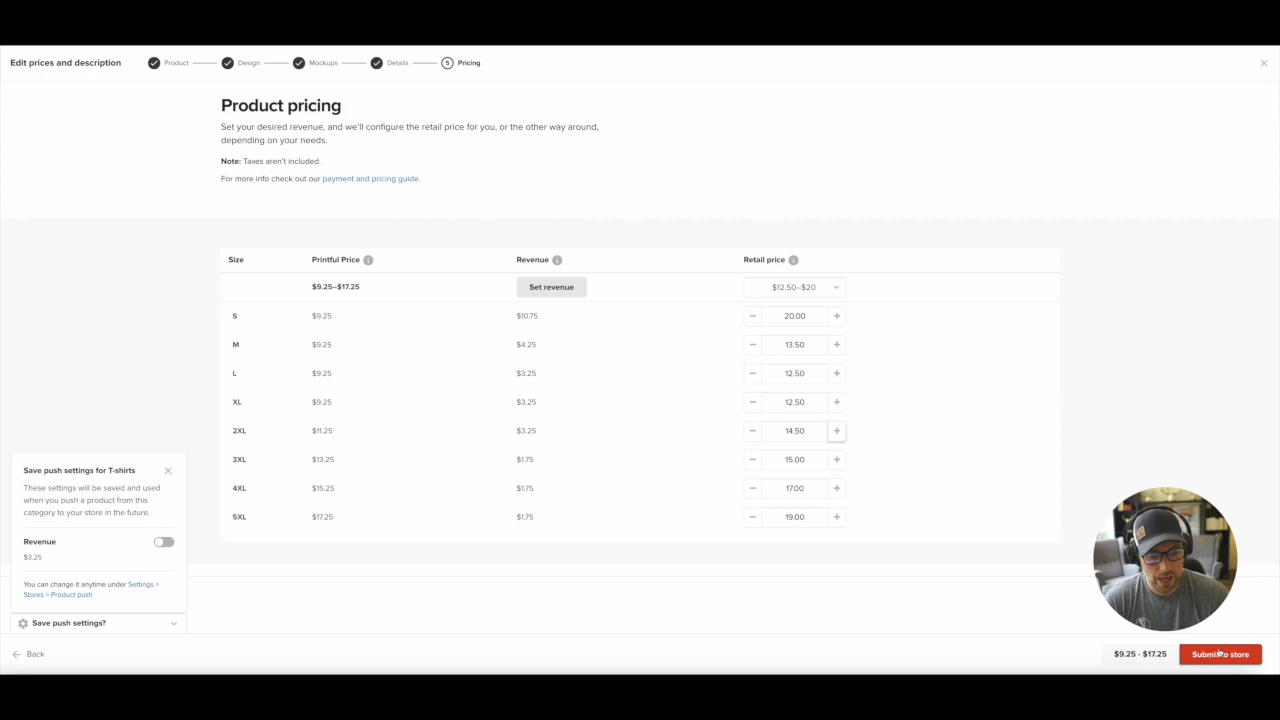 Edit prices and description
Product
Design
Mockups
Details
5 Pricing
Product pricing
Set your desired revenue, and we'll configure the retail price for you, or the other way around,
depending on your needs.
Note: Taxes aren't included.
For more info check out our payment and pricing guide.
Size Printful Price Revenue Retail price
$9.25–$17.25 Set revenue $12.50–$20
S $9.25 $10.75 − 20.00 +
M $9.25 $4.25 − 13.50 +
L $9.25 $3.25 − 12.50 +
XL $9.25 $3.25 − 12.50 +
2XL $11.25 $3.25 − 14.50 +
3XL $13.25 $1.75 − 15.00 +
4XL $15.25 $1.75 − 17.00 +
5XL $17.25 $1.75 − 19.00 +
Save push settings for T-shirts
These settings will be saved and used
when you push a product from this
category to your store in the future.
Revenue
$3.25
You can change it anytime under Settings >
Stores > Product push
Save push settings?
Back
$9.25 - $17.25
Submit to store